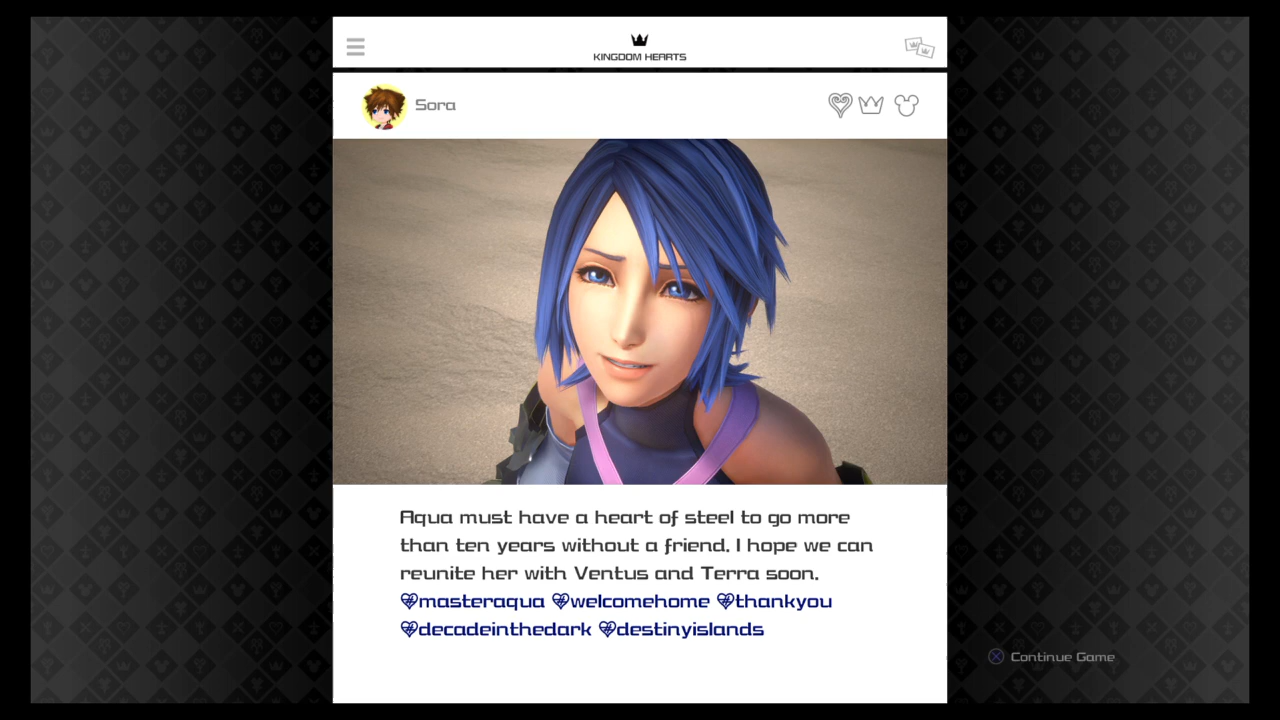 KINGDOM HEARTS
Sora
Aqua must have a heart of steel to go more
than ten years without a friend. I hope we can
reunite her with Ventus and Terra soon.
#masteraqua #welcomehome #thankyou
#decadeinthedark #destinyislands
Continue Game